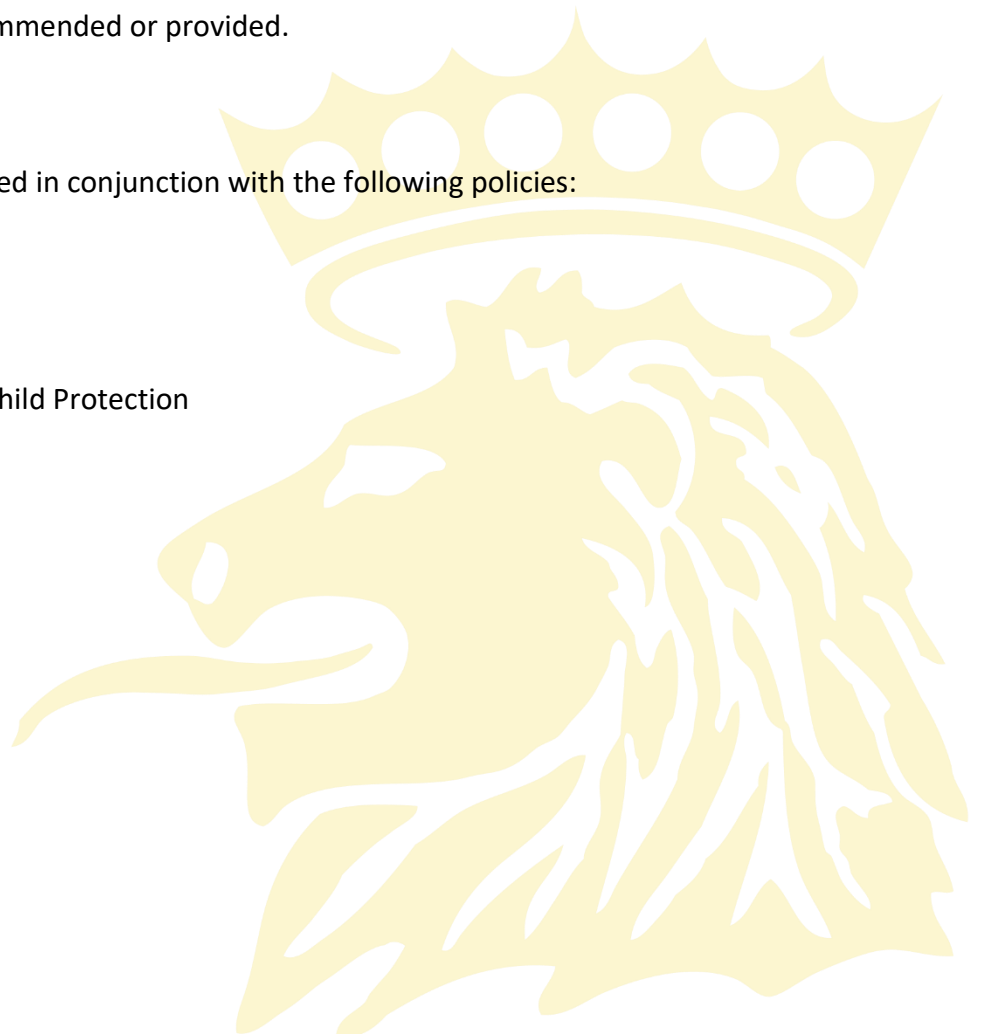 mmended or provided.
ed in conjunction with the following policies:
hild Protection